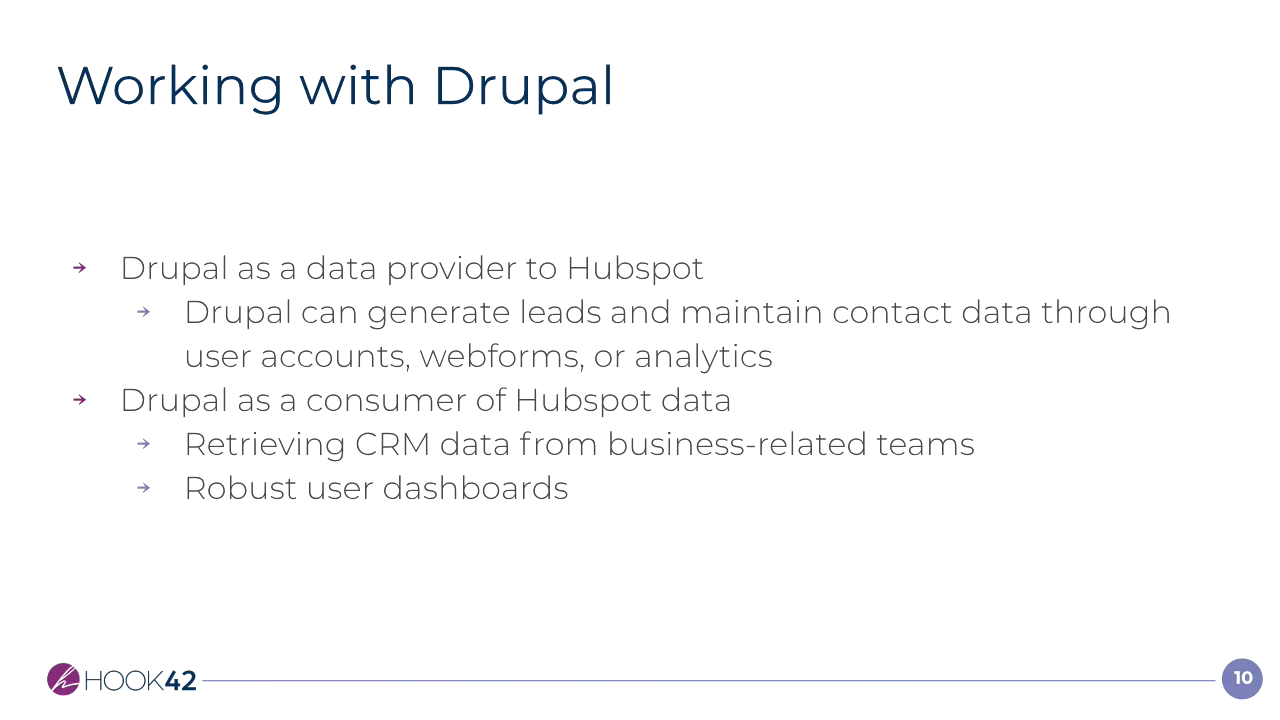 Working with Drupal
Drupal as a data provider to Hubspot
Drupal can generate leads and maintain contact data through
user accounts, webforms, or analytics
Drupal as a consumer of Hubspot data
Retrieving CRM data from business-related teams
Robust user dashboards
HOOK42
10